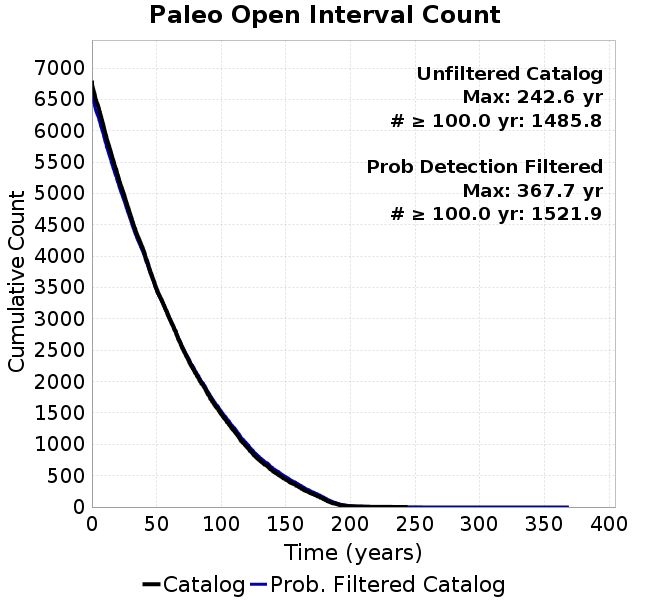 Paleo Open Interval Count
Unfiltered Catalog
Max: 242.6 yr
# ≥ 100.0 yr: 1485.8
Prob Detection Filtered
Max: 367.7 yr
# ≥ 100.0 yr: 1521.9
Cumulative Count
7000
6500
6000
5500
5000
4500
4000
3500
3000
2500
2000
1500
1000
500
0
0 50 100 150 200 250 300 350 400
Time (years)
Catalog Prob. Filtered Catalog